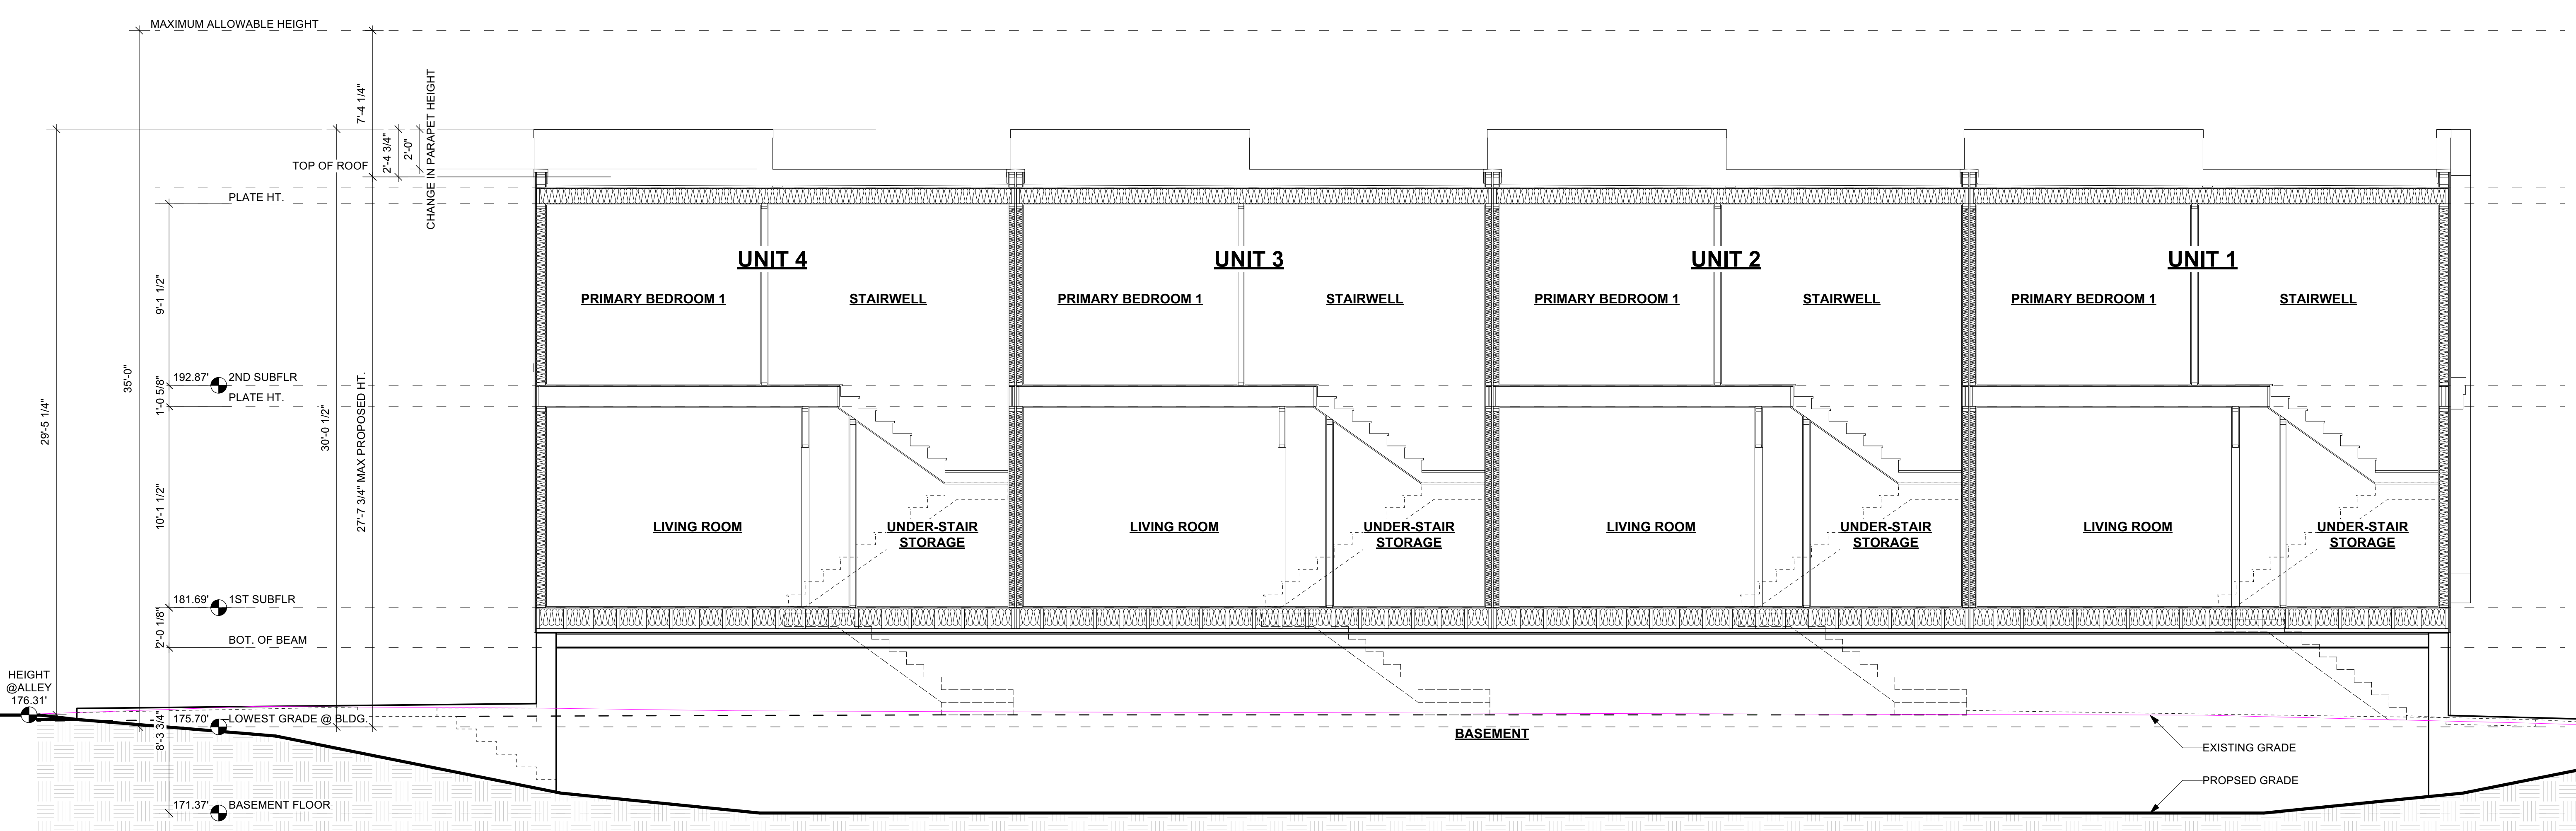 MAXIMUM ALLOWABLE HEIGHT
7'-4 1/4"
2'-4 3/4"
2'-0"
CHANGE IN PARAPET HEIGHT
TOP OF ROOF
PLATE HT.
9'-1 1/2"
35'-0"
29'-5 1/4"
30'-0 1/2"
27'-7 3/4" MAX PROPOSED HT.
192.87' 2ND SUBFLR
1'-0 5/8"
PLATE HT.
10'-1 1/2"
181.69' 1ST SUBFLR
2'-0 1/8"
BOT. OF BEAM
HEIGHT
@ALLEY
176.31'
175.70' LOWEST GRADE @ BLDG.
8'-3 3/4"
171.37' BASEMENT FLOOR
UNIT 4
UNIT 3
UNIT 2
UNIT 1
PRIMARY BEDROOM 1
STAIRWELL
PRIMARY BEDROOM 1
STAIRWELL
PRIMARY BEDROOM 1
STAIRWELL
PRIMARY BEDROOM 1
STAIRWELL
LIVING ROOM
UNDER-STAIR
STORAGE
LIVING ROOM
UNDER-STAIR
STORAGE
LIVING ROOM
UNDER-STAIR
STORAGE
LIVING ROOM
UNDER-STAIR
STORAGE
BASEMENT
EXISTING GRADE
PROPSED GRADE